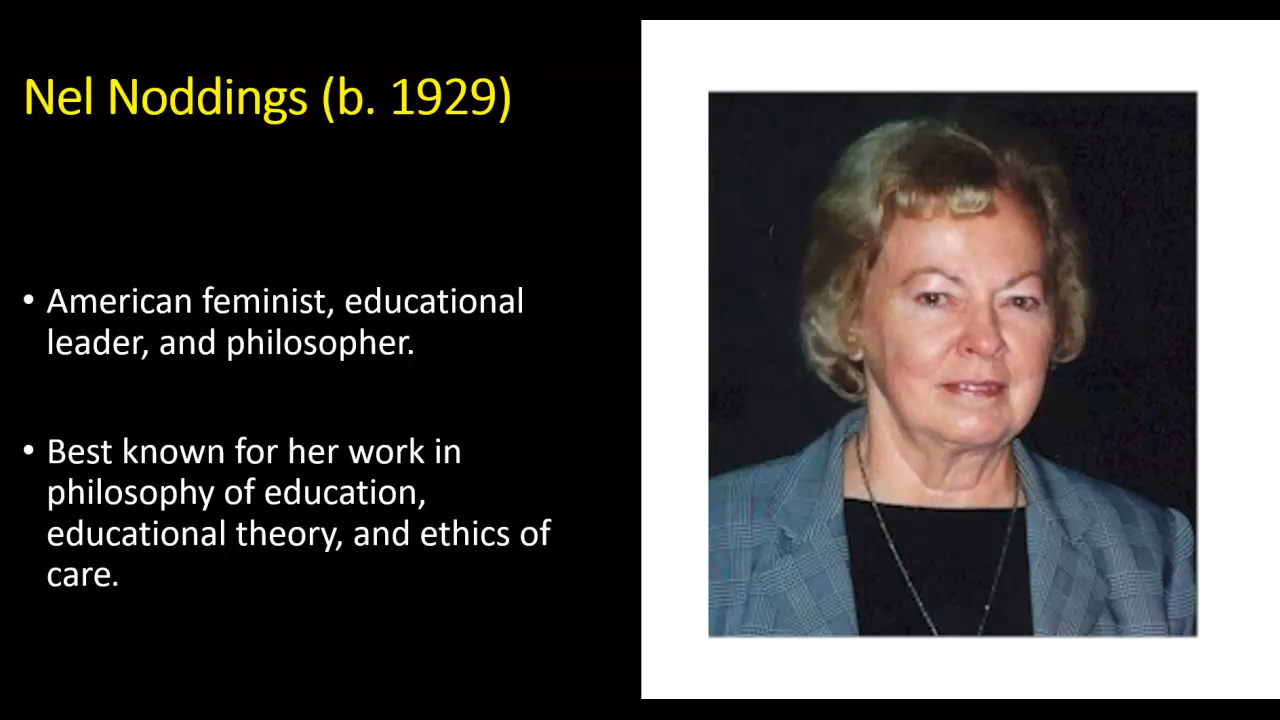 Nel Noddings (b. 1929)
• American feminist, educational
leader, and philosopher.
• Best known for her work in
philosophy of education,
educational theory, and ethics of
care.